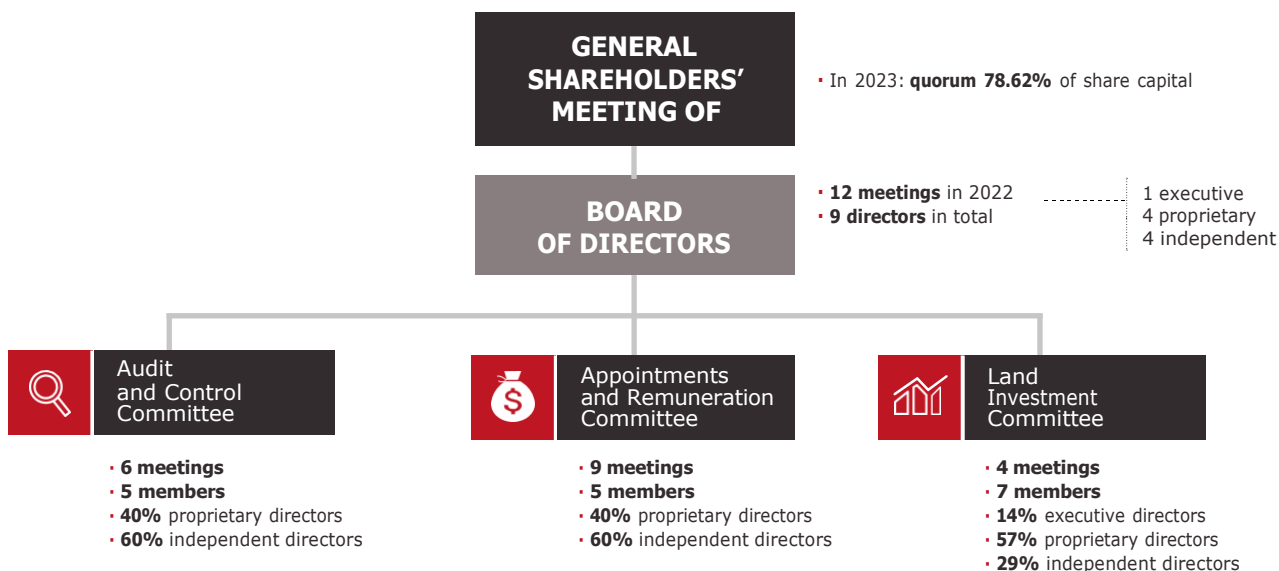 GENERAL
SHAREHOLDERS’
MEETING OF
· In 2023: quorum 78.62% of share capital
BOARD
OF DIRECTORS
· 12 meetings in 2022
· 9 directors in total
1 executive
4 proprietary
4 independent
Audit
and Control
Committee
· 6 meetings
· 5 members
· 40% proprietary directors
· 60% independent directors
Appointments
and Remuneration
Committee
· 9 meetings
· 5 members
· 40% proprietary directors
· 60% independent directors
Land
Investment
Committee
· 4 meetings
· 7 members
· 14% executive directors
· 57% proprietary directors
· 29% independent directors